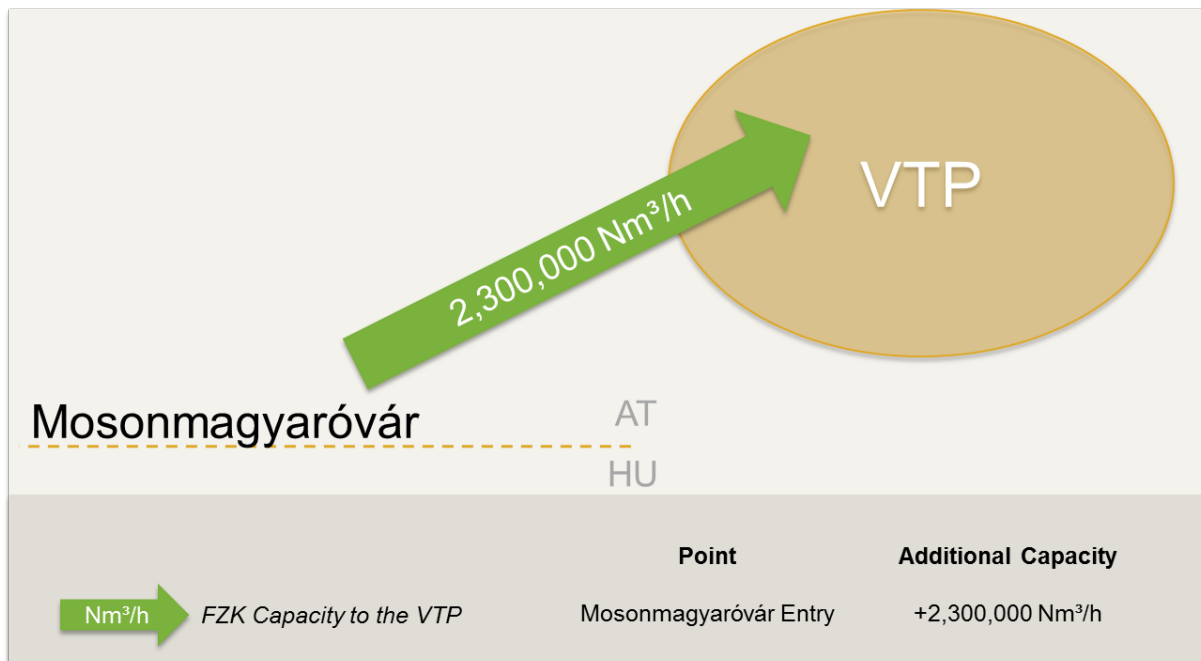 VTP
2,300,000 Nm³/h
Mosonmagyaróvár
AT
HU
Point Additional Capacity
Nm³/h FZK Capacity to the VTP Mosonmagyaróvár Entry +2,300,000 Nm³/h